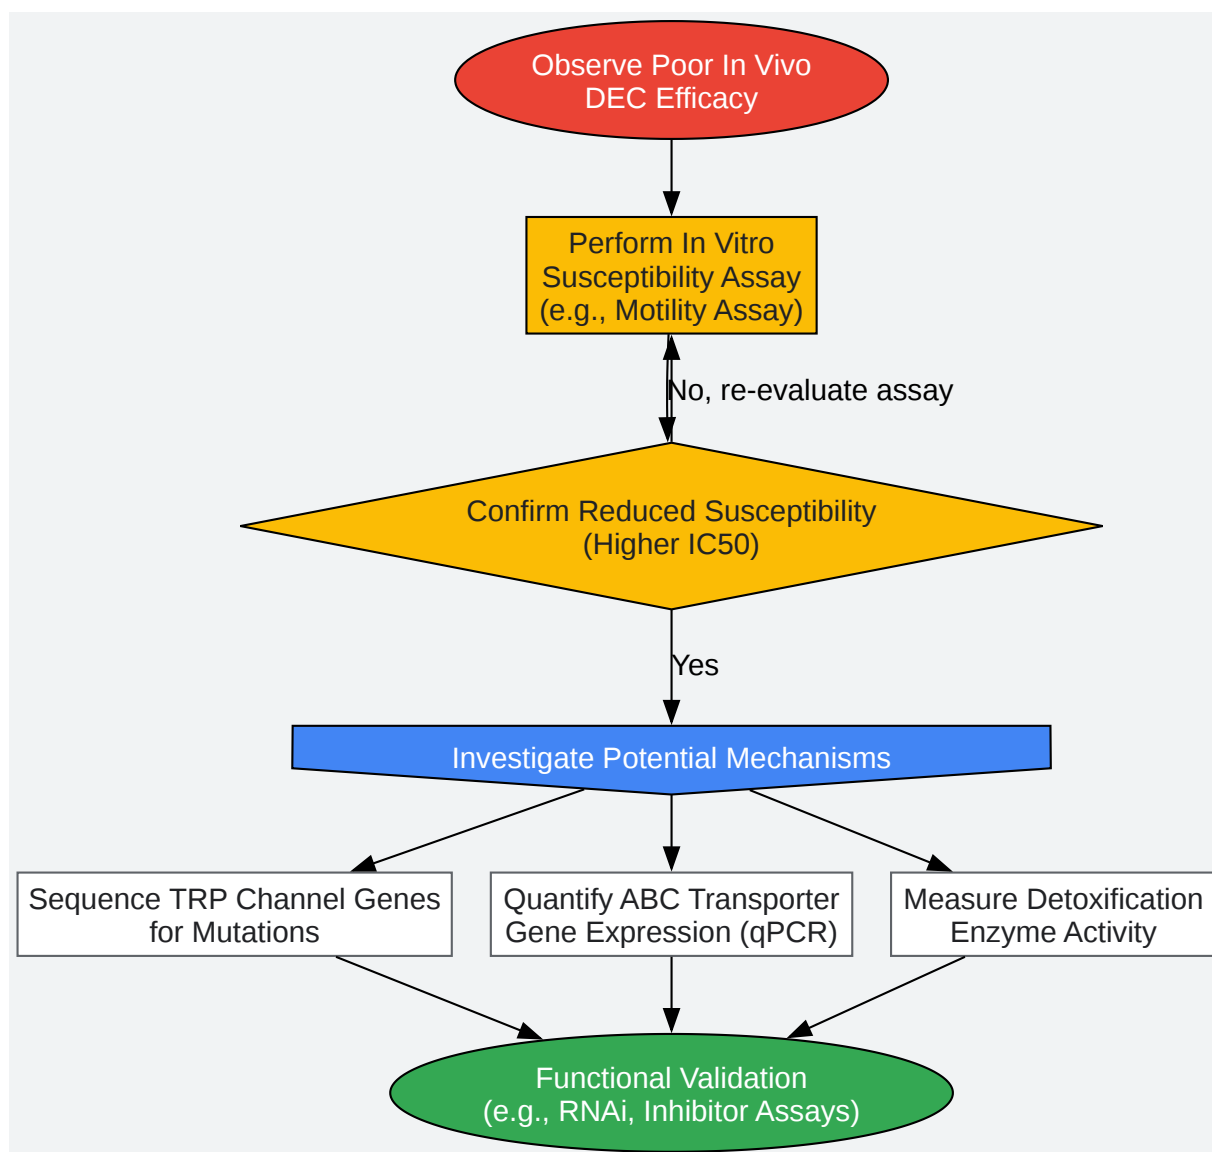 Observe Poor In Vivo
DEC Efficacy
Perform In Vitro
Susceptibility Assay
(e.g., Motility Assay)
No, re-evaluate assay
Confirm Reduced Susceptibility
(Higher IC50)
Yes
Investigate Potential Mechanisms
Sequence TRP Channel Genes
for Mutations
Quantify ABC Transporter
Gene Expression (qPCR)
Measure Detoxification
Enzyme Activity
Functional Validation
(e.g., RNAi, Inhibitor Assays)